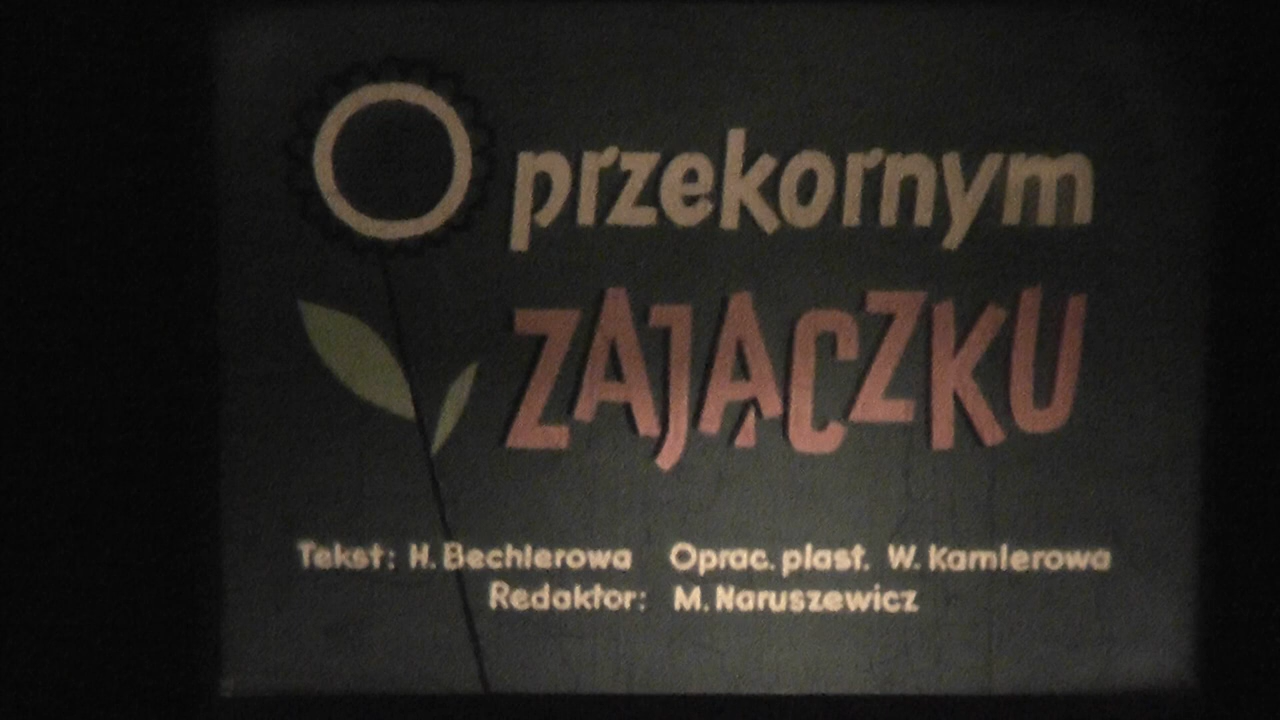 O przekornym
ZAJĄCZKU
Tekst: H. Bechlerowa Oprac. plast. W. Kamlerowa
Redaktor: M. Naruszewicz